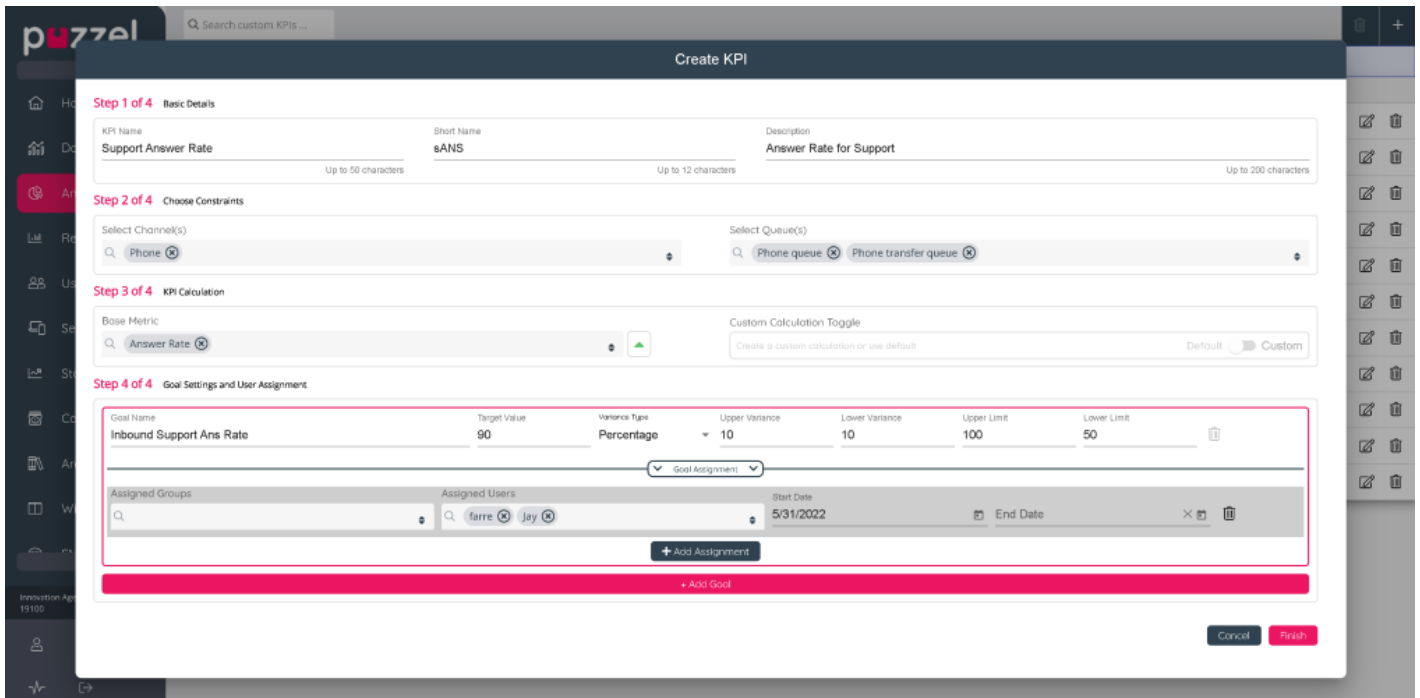 puzzel
Search custom KPIs ...
Create KPI
Step 1 of 4 Basic Details
KPI Name
Short Name
Description
Support Answer Rate
sANS
Answer Rate for Support
Up to 50 characters
Up to 12 characters
Up to 200 characters
Step 2 of 4 Choose Constraints
Select Channel(s)
Select Queue(s)
Phone
Phone queue Phone transfer queue
Step 3 of 4 KPI Calculation
Base Metric
Custom Calculation Toggle
Answer Rate
Create a custom calculation or use default
Default Custom
Step 4 of 4 Goal Settings and User Assignment
Goal Name
Target Value
Variance Type
Upper Variance
Lower Variance
Upper Limit
Lower Limit
Inbound Support Ans Rate
90
Percentage
10
10
100
50
Goal Assignment
Assigned Groups
Assigned Users
Start Date
farre Jay
5/31/2022
End Date
+ Add Assignment
+ Add Goal
Innovation Age
19100
Cancel
Finish